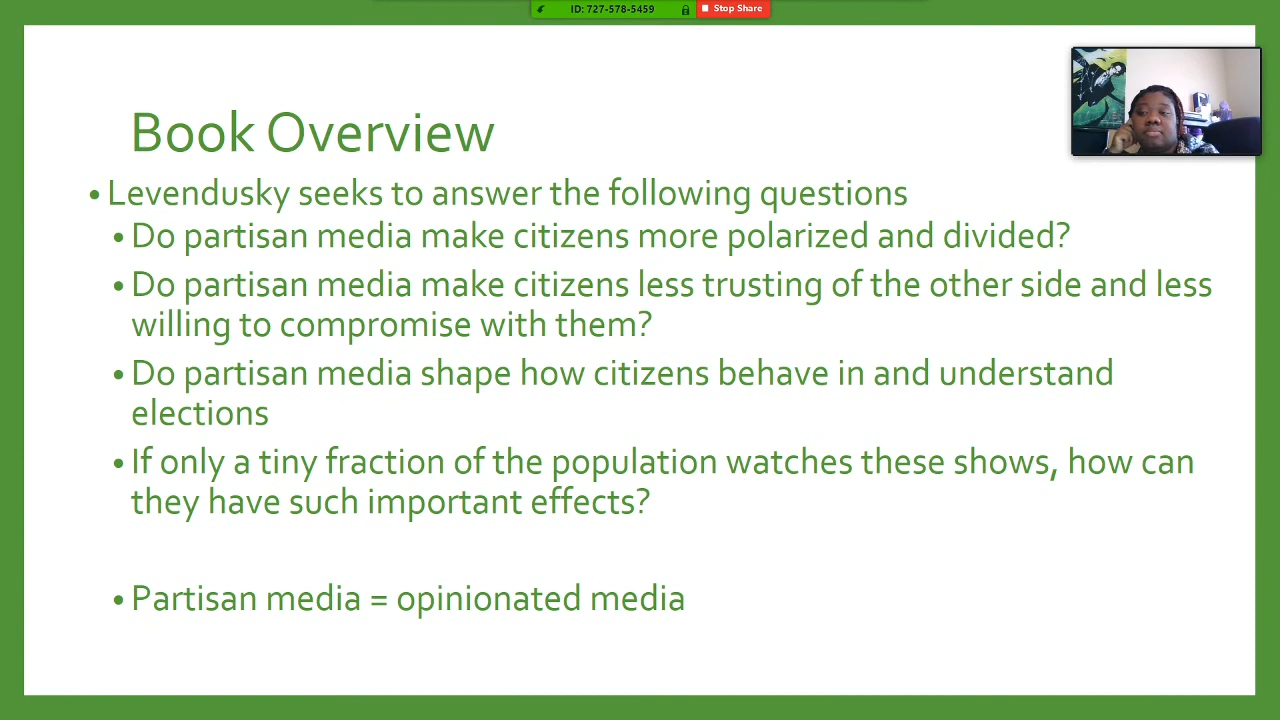 ID: 727-578-5459
Stop Share
Book Overview
• Levendusky seeks to answer the following questions
• Do partisan media make citizens more polarized and divided?
• Do partisan media make citizens less trusting of the other side and less
willing to compromise with them?
• Do partisan media shape how citizens behave in and understand
elections
• If only a tiny fraction of the population watches these shows, how can
they have such important effects?
• Partisan media = opinionated media